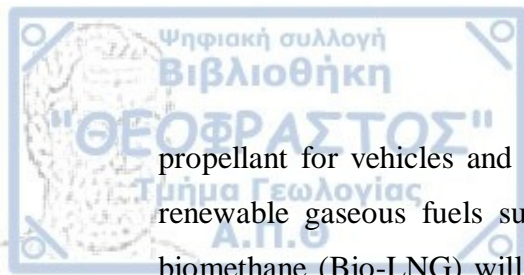 Ψηφιακή συλλογή
Βιβλιοθήκη
"ΘΕΟΦΡΑΣΤΟΣ"
propellant for vehicles and
Τμήμα Γεωλογίας
renewable gaseous fuels su
Α.Π.Θ
biomethane (Bio-LNG) will